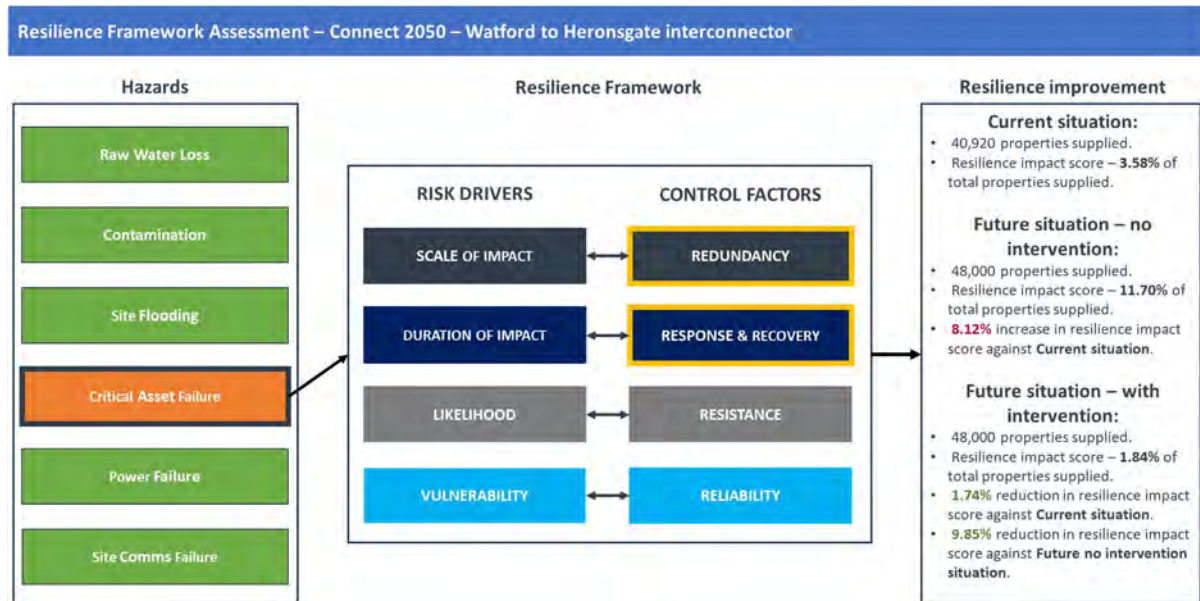 Resilience Framework Assessment – Connect 2050 – Watford to Heronsgate interconnector
Hazards
Raw Water Loss
Contamination
Site Flooding
Critical Asset Failure
Power Failure
Site Comms Failure
Resilience Framework
RISK DRIVERS
CONTROL FACTORS
SCALE OF IMPACT
REDUNDANCY
DURATION OF IMPACT
RESPONSE & RECOVERY
LIKELIHOOD
RESISTANCE
VULNERABILITY
RELIABILITY
Resilience improvement
Current situation:
• 40,920 properties supplied.
• Resilience impact score – 3.58% of
total properties supplied.
Future situation – no
intervention:
• 48,000 properties supplied.
• Resilience impact score – 11.70% of
total properties supplied.
• 8.12% increase in resilience impact
score against Current situation.
Future situation – with
intervention:
• 48,000 properties supplied.
• Resilience impact score – 1.84% of
total properties supplied.
• 1.74% reduction in resilience impact
score against Current situation.
• 9.85% reduction in resilience impact
score against Future no intervention
situation.